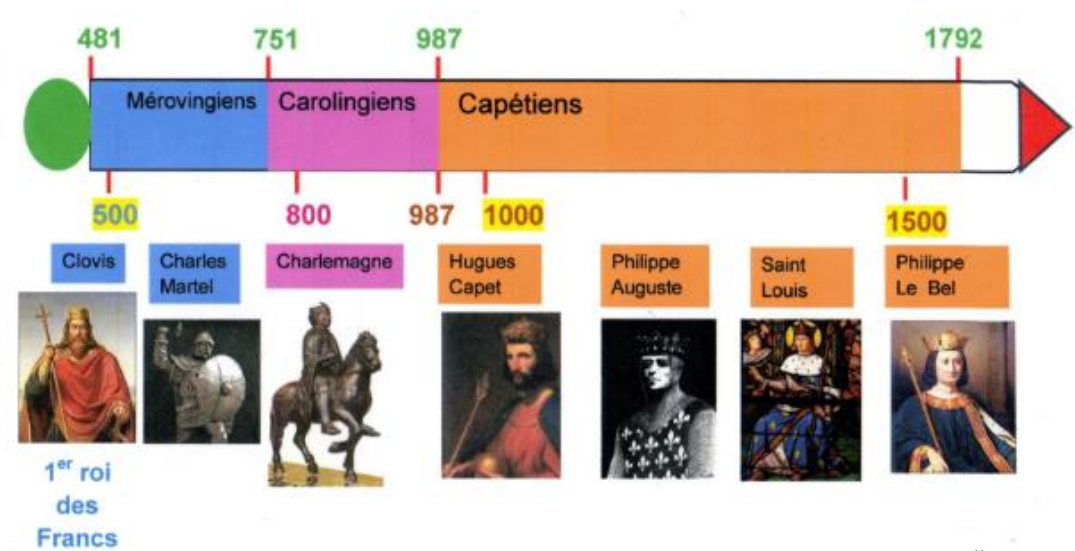 481 751 987 1792
Mérovingiens Carolingiens Capétiens
500 800 987 1000 1500
Clovis
Charles
Martel
Charlemagne
Hugues
Capet
Philippe
Auguste
Saint
Louis
Philippe
Le Bel
1er roi
des
Francs